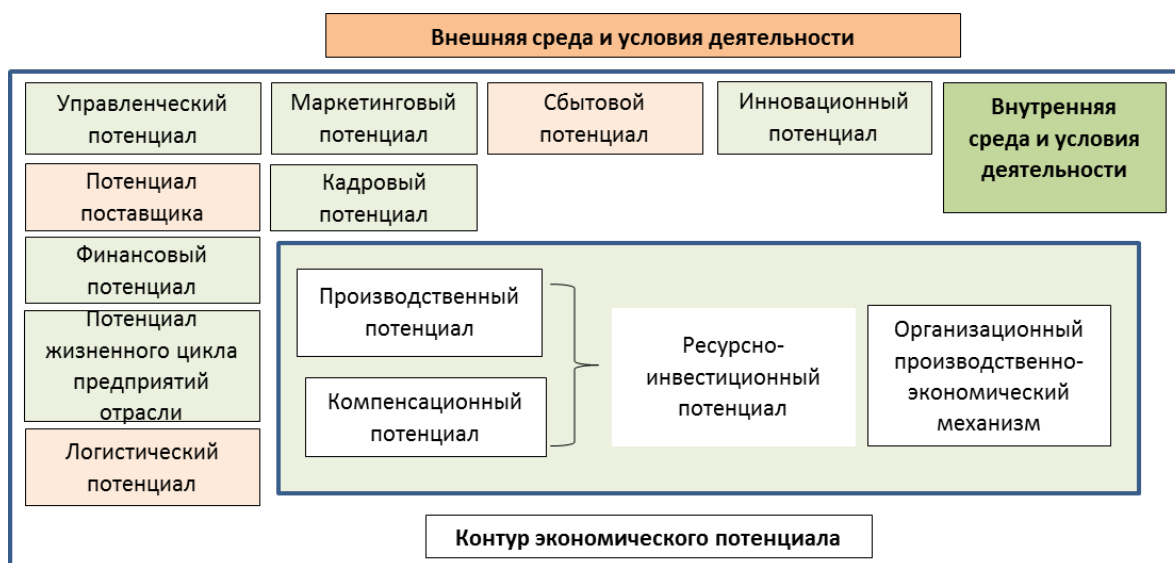 Внешняя среда и условия деятельности
Управленческий
потенциал
Маркетинговый
потенциал
Сбытовой
потенциал
Инновационный
потенциал
Внутренняя
среда и условия
деятельности
Потенциал
поставщика
Кадровый
потенциал
Финансовый
потенциал
Потенциал
жизненного цикла
предприятий
отрасли
Логистический
потенциал
Производственный
потенциал
Компенсационный
потенциал
Ресурсно-
инвестиционный
потенциал
Организационный
производственно-
экономический
механизм
Контур экономического потенциала